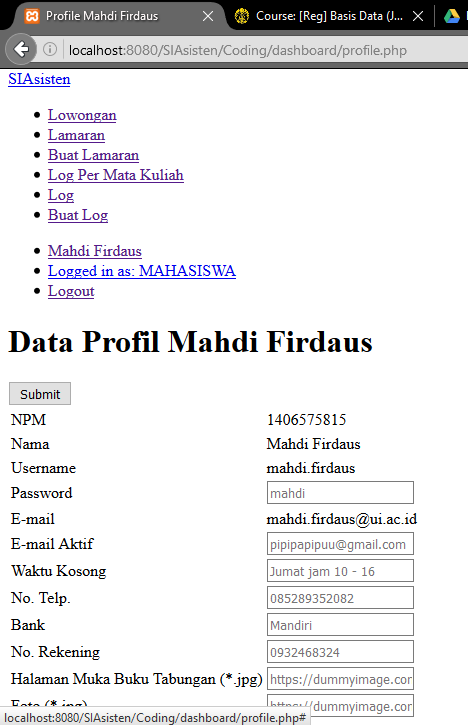 Profile Mahdi Firdaus
Course: [Reg] Basis Data (J...
localhost:8080/SIAsisten/Coding/dashboard/profile.php
SIAsisten
Lowongan
Lamaran
Buat Lamaran
Log Per Mata Kuliah
Log
Buat Log
Mahdi Firdaus
Logged in as: MAHASISWA
Logout
Data Profil Mahdi Firdaus
Submit
NPM 1406575815
Nama Mahdi Firdaus
Username mahdi.firdaus
Password mahdi
E-mail mahdi.firdaus@ui.ac.id
E-mail Aktif pipipapipuu@gmail.com
Waktu Kosong Jumat jam 10 - 16
No. Telp. 085289352082
Bank Mandiri
No. Rekening 0932468324
Halaman Muka Buku Tabungan (*.jpg) https://dummyimage.com
Foto (*.jpg) https://dummyimage.com
localhost:8080/SIAsisten/Coding/dashboard/profile.php#